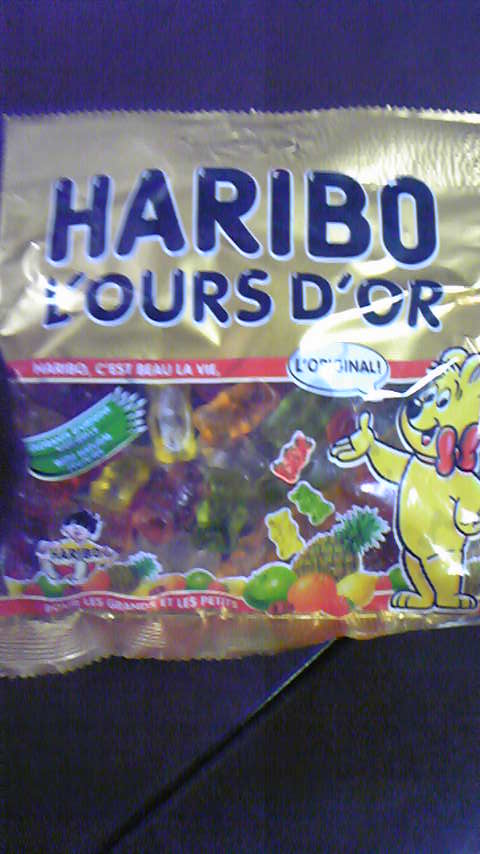 HARIBO
L'OURS D'OR
HARIBO, C'EST BEAU LA VIE,
L'ORIGINAL!
HARIBO
POUR LES GRANDS ET LES PETITS